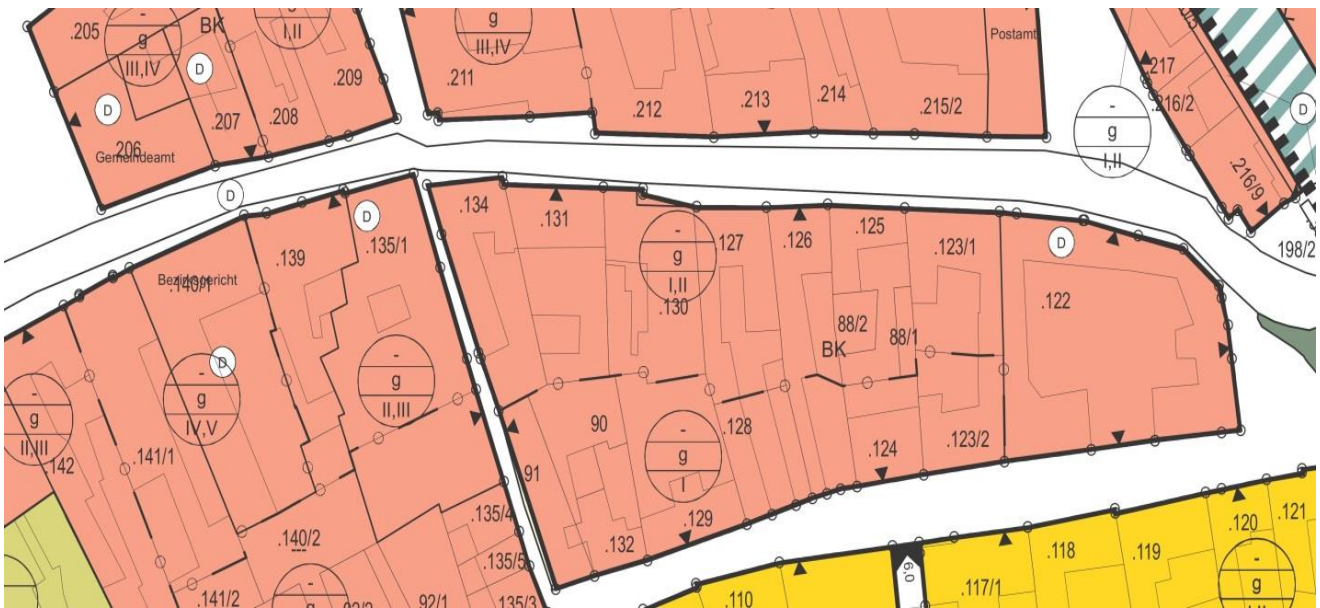 .205
-
g
III,IV
BK
g
I,II
D
.209
D
.207
.208
.206
Gemeindeamt
.211
g
III,IV
.212
.213
.214
.215/2
Postamt
.217
.216/2
-
g
I,II
.216/9
D
198/2
D
D
.139
.135/1
Bezirksgericht
.140/1
D
-
g
IV,V
-
g
II,III
-
g
II,III
.142
.141/1
.140/2
.141/2
-
g
92/1
.135/4
.135/5
135/3
.134
.131
-
g
I,II
.130
.127
.126
.125
.123/1
88/2
88/1
BK
D
.122
90
91
-
g
I
.128
.124
.123/2
.129
.132
.110
6,0
.117/1
.118
.119
.120
.121
-
g